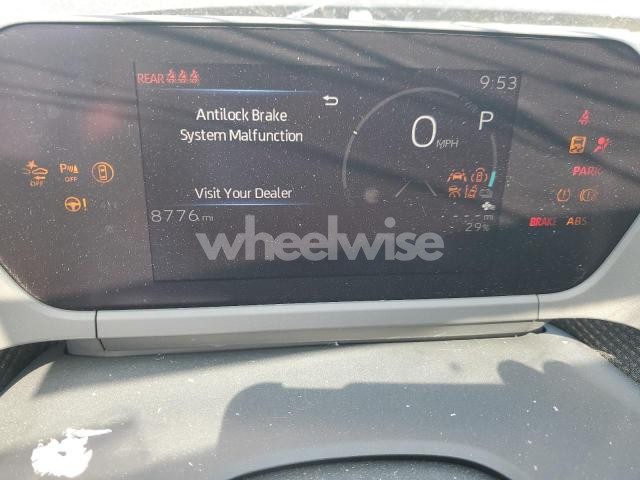 REAR
9:53
Antilock Brake
System Malfunction
0 MPH
P
P
OFF
OFF
PARK
Visit Your Dealer
8776 mi
--- mi
29%
BRAKE ABS
wheelwise